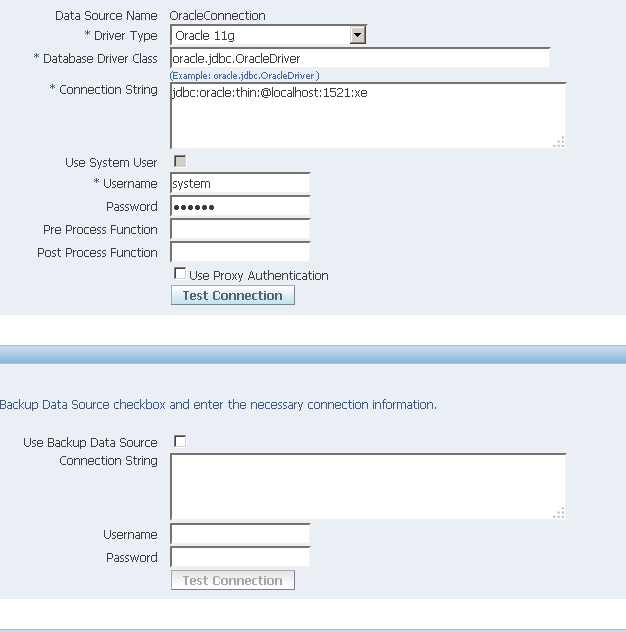 Data Source Name OracleConnection
* Driver Type Oracle 11g
* Database Driver Class oracle.jdbc.OracleDriver
(Example: oracle.jdbc.OracleDriver )
* Connection String jdbc:oracle:thin:@localhost:1521:xe
Use System User
* Username system
Password ••••••
Pre Process Function
Post Process Function
Use Proxy Authentication
Test Connection
Backup Data Source checkbox and enter the necessary connection information.
Use Backup Data Source
Connection String
Username
Password
Test Connection